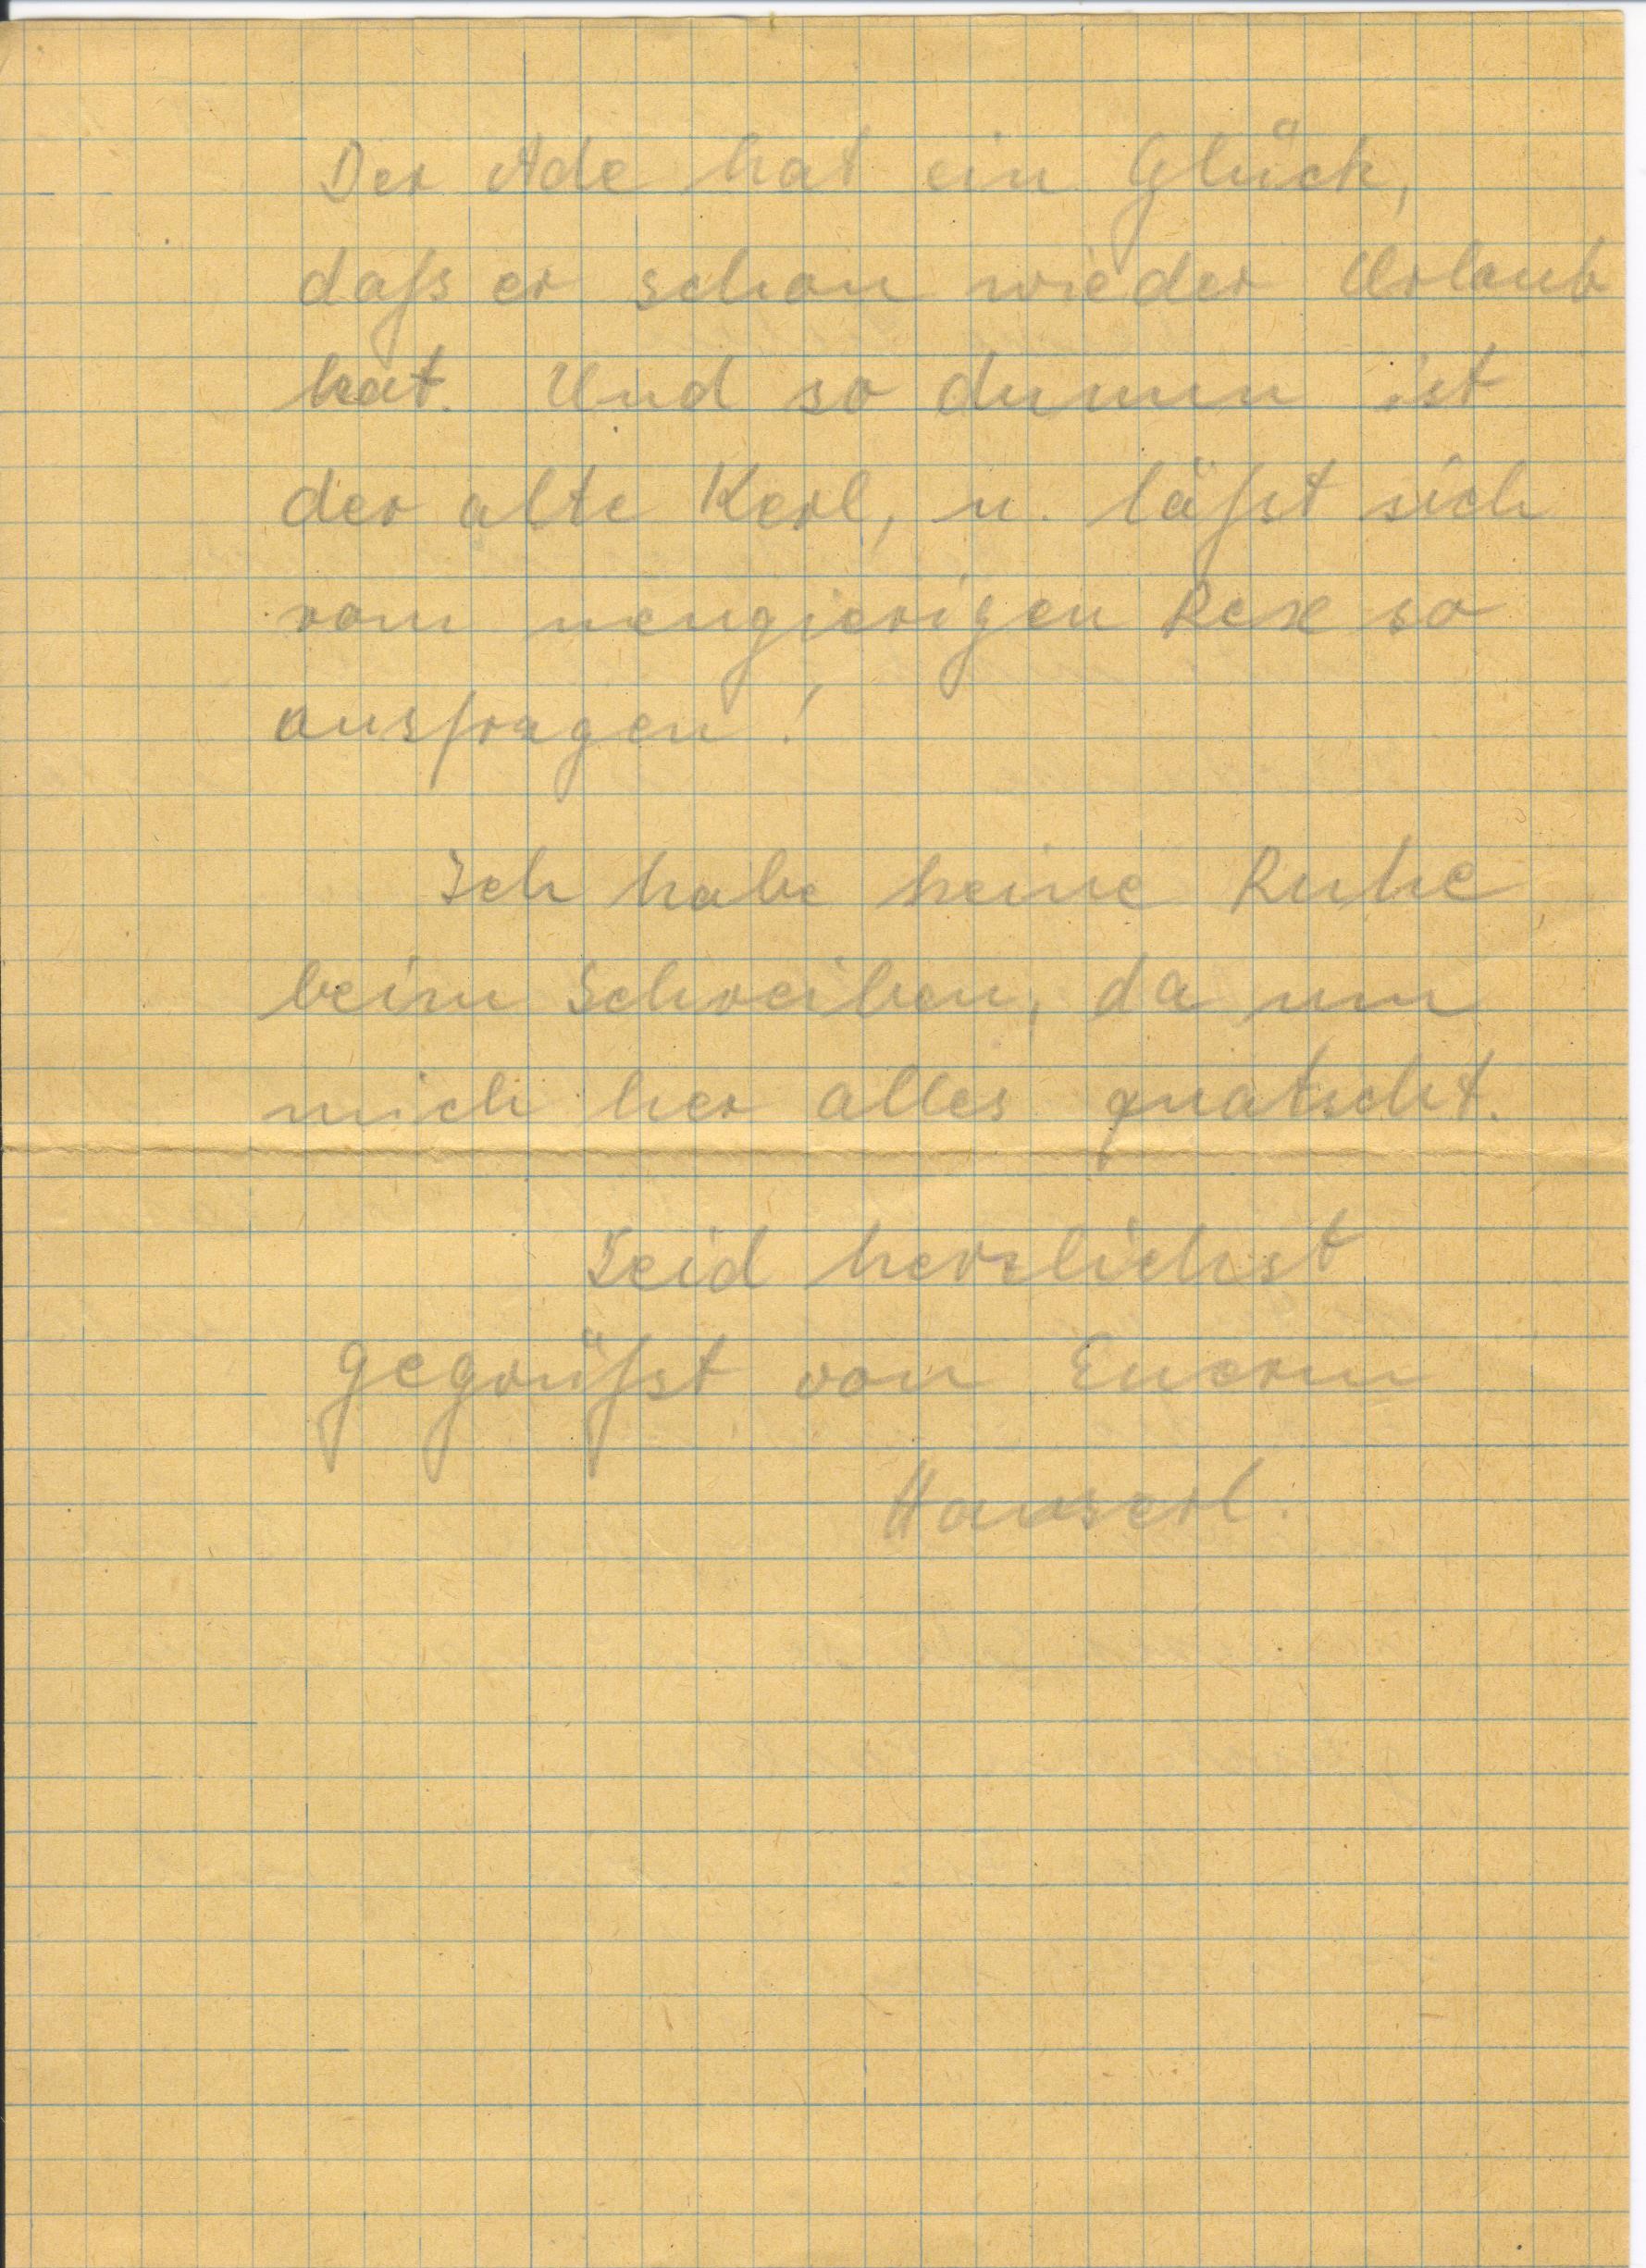 Der Ade hat ein Glück,
daß er schon wieder Urlaub
hat. Und so dumm ist
der alte Kerl, u. läßt sich
vom neugierigen Rex so
ausfragen!
Ich habe keine Ruhe
beim Schreiben, da um
mich her alles quatscht.
Seid herzlichst
gegrüßt von Euerm
Hanserl.